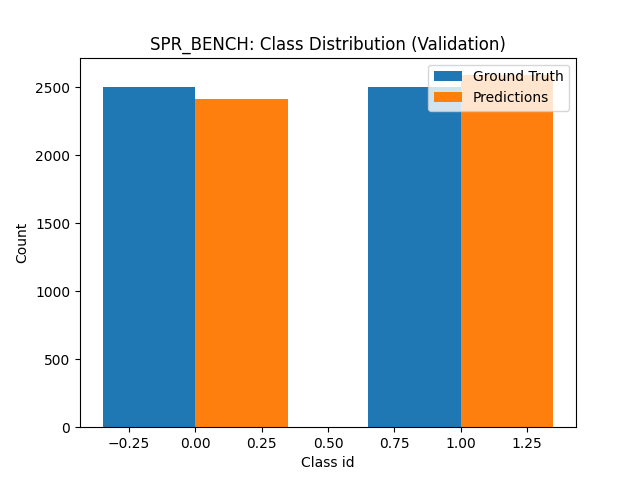 SPR_BENCH: Class Distribution (Validation)
Ground Truth
Predictions
Count
2500
2000
1500
1000
500
0
−0.25 0.00 0.25 0.50 0.75 1.00 1.25
Class id